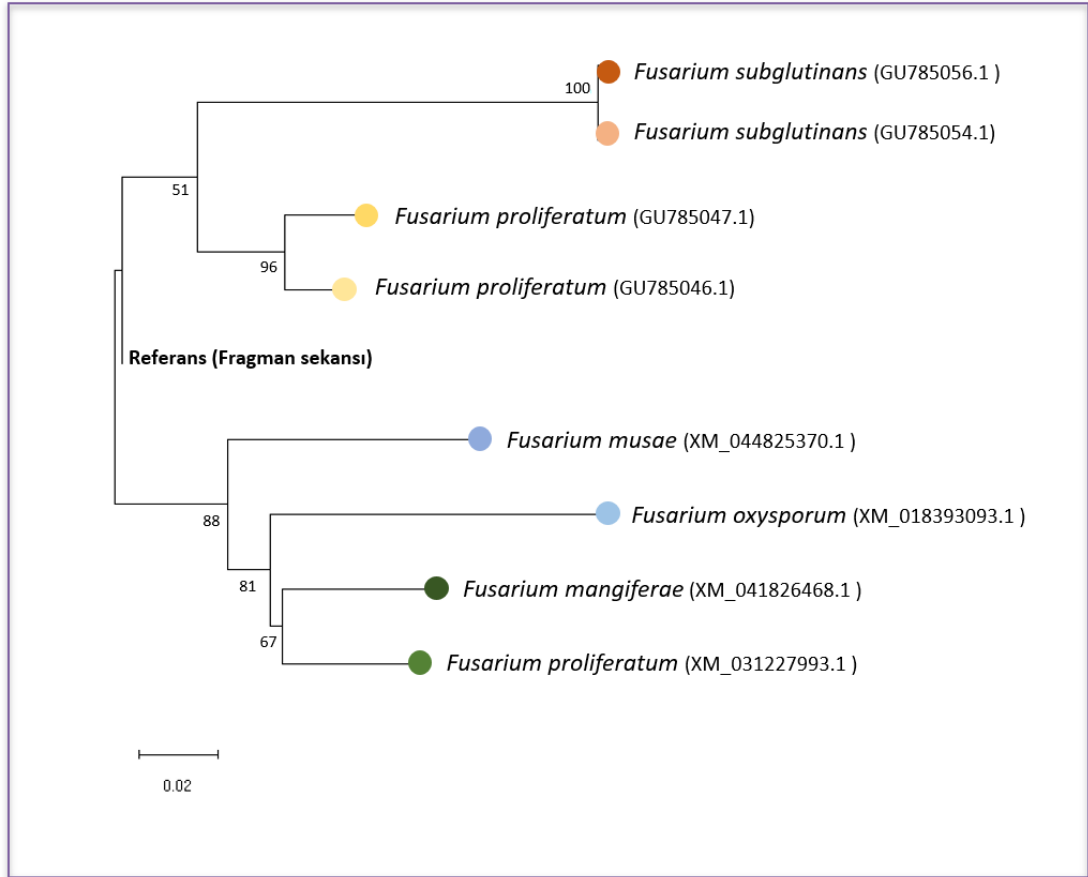 Fusarium subglutinans (GU785056.1 )
100
Fusarium subglutinans (GU785054.1)
51
Fusarium proliferatum (GU785047.1)
96
Fusarium proliferatum (GU785046.1)
Referans (Fragman sekansı)
Fusarium musae (XM_044825370.1 )
88
Fusarium oxysporum (XM_018393093.1 )
81
Fusarium mangiferae (XM_041826468.1 )
67
Fusarium proliferatum (XM_031227993.1 )
0.02